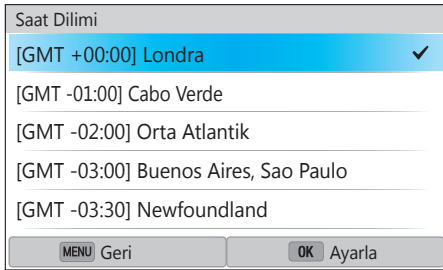 Saat Dilimi
[GMT +00:00] Londra
[GMT -01:00] Cabo Verde
[GMT -02:00] Orta Atlantik
[GMT -03:00] Buenos Aires, Sao Paulo
[GMT -03:30] Newfoundland
MENU Geri OK Ayarla